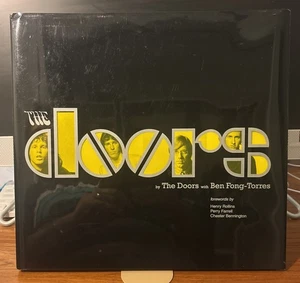 THE
doors
by The Doors with Ben Fong-Torres
forewords by
Henry Rollins
Perry Farrell
Chester Bennington